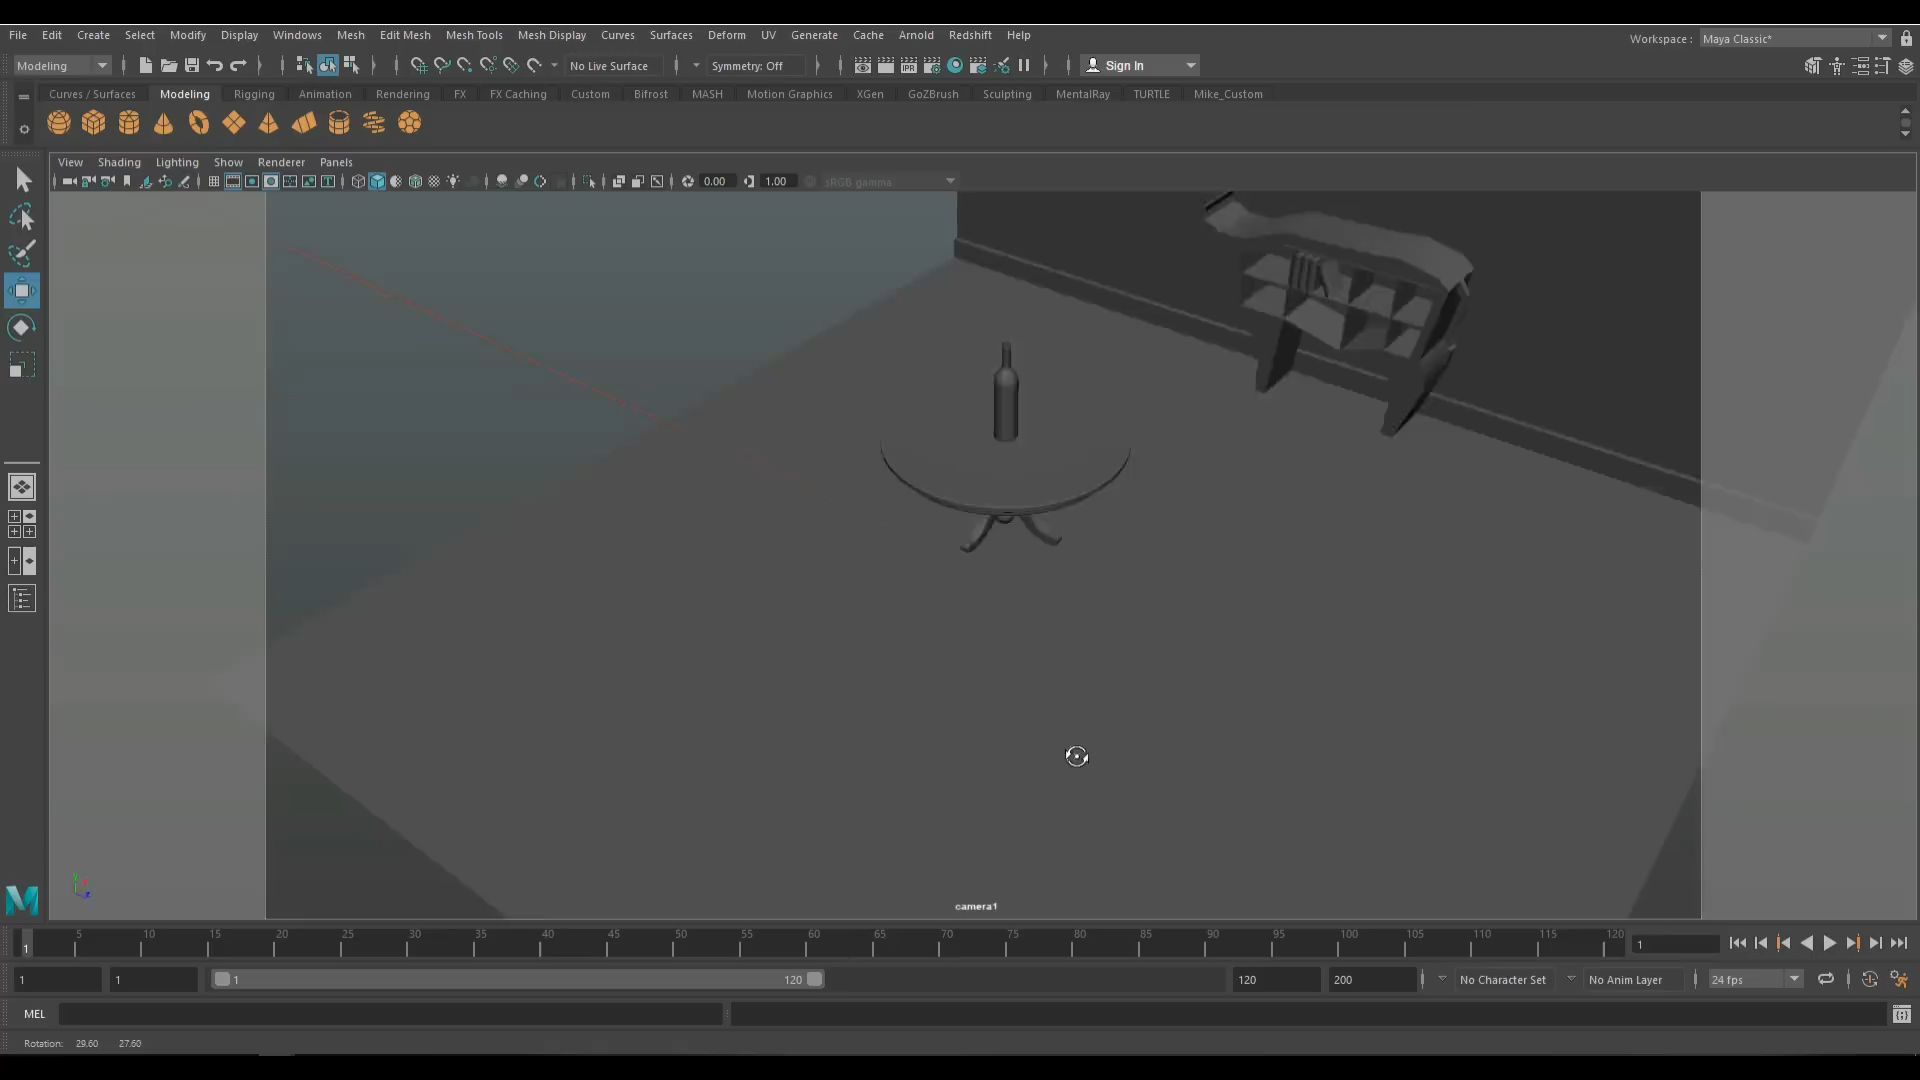 File Edit Create Select Modify Display Windows Mesh Edit Mesh Mesh Tools Mesh Display Curves Surfaces Deform UV Generate Cache Arnold Redshift Help
Workspace : Maya Classic*
Modeling No Live Surface Symmetry: Off IPR Sign In
Curves / Surfaces Modeling Rigging Animation Rendering FX FX Caching Custom Bifrost MASH Motion Graphics XGen GoZBrush Sculpting MentalRay TURTLE Mike_Custom
View Shading Lighting Show Renderer Panels
0.00 1.00 sRGB gamma
camera1
5 10 15 20 25 30 35 40 45 50 55 60 65 70 75 80 85 90 95 100 105 110 115 120
1 1
1 1 1 120 120 200 No Character Set No Anim Layer 24 fps
MEL
Rotation: 29.60 27.60